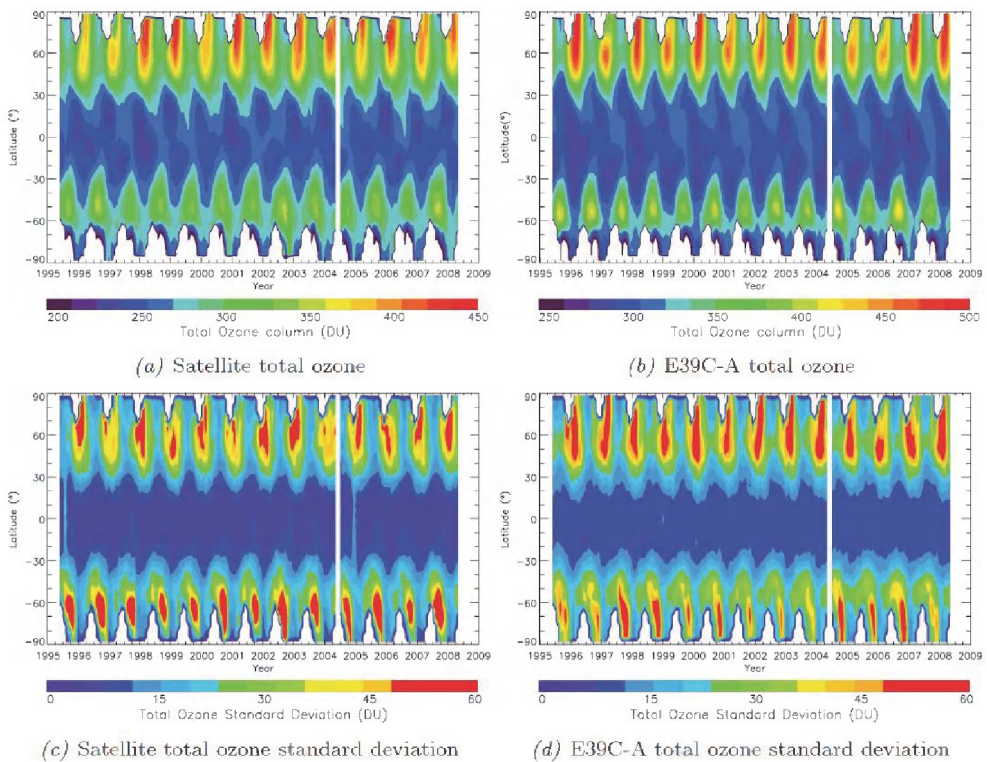 90
60
30
0
-30
-60
-90
Latitude (°)
1995 1996 1997 1998 1999 2000 2001 2002 2003 2004 2005 2006 2007 2008 2009
Year
200 250 300 350 400 450
Total Ozone column (DU)
(a) Satellite total ozone
90
60
30
0
-30
-60
-90
Latitude(°)
1995 1996 1997 1998 1999 2000 2001 2002 2003 2004 2005 2006 2007 2008 2009
Year
250 300 350 400 450 500
Total Ozone column (DU)
(b) E39C-A total ozone
90
60
30
0
-30
-60
-90
Latitude (°)
1995 1996 1997 1998 1999 2000 2001 2002 2003 2004 2005 2006 2007 2008 2009
Year
0 15 30 45 60
Total Ozone Standard Deviation (DU)
(c) Satellite total ozone standard deviation
90
60
30
0
-30
-60
-90
Latitude (°)
1995 1996 1997 1998 1999 2000 2001 2002 2003 2004 2005 2006 2007 2008 2009
Year
0 15 30 45 60
Total Ozone Standard Deviation (DU)
(d) E39C-A total ozone standard deviation